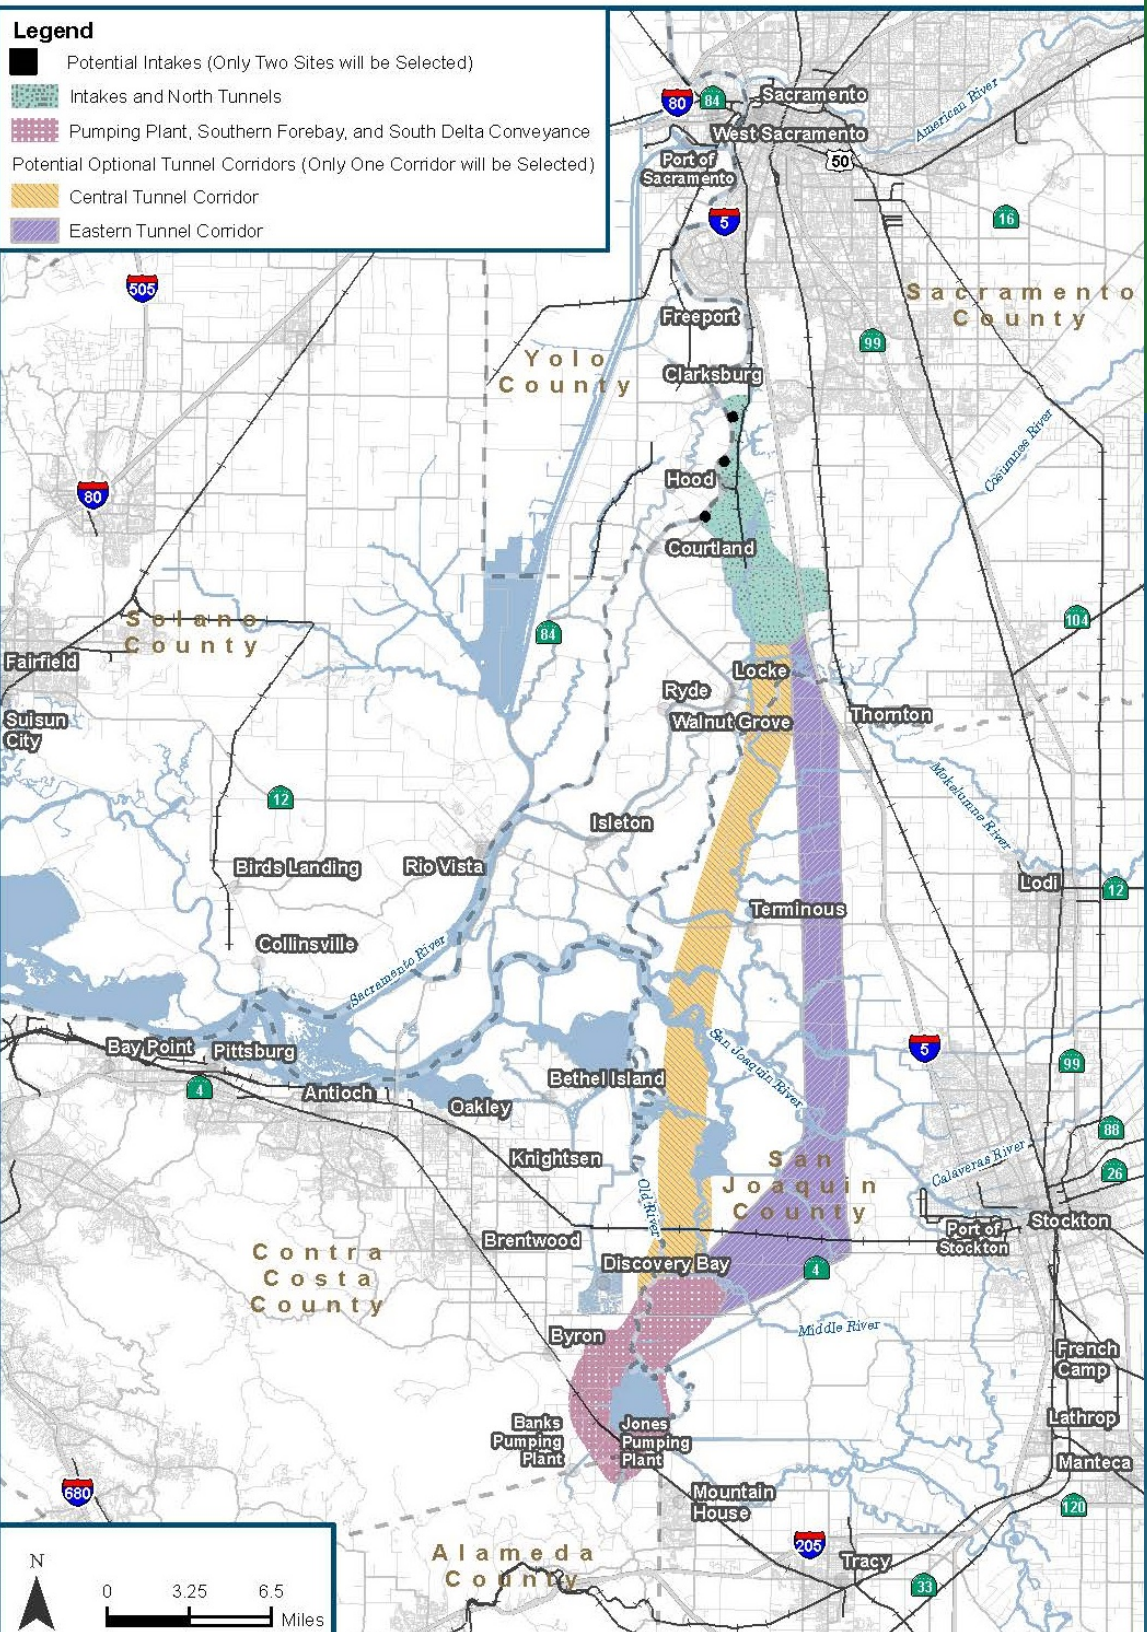 Legend
Potential Intakes (Only Two Sites will be Selected)
Intakes and North Tunnels
Pumping Plant, Southern Forebay, and South Delta Conveyance
Potential Optional Tunnel Corridors (Only One Corridor will be Selected)
Central Tunnel Corridor
Eastern Tunnel Corridor
80
84
Sacramento
American River
West Sacramento
50
Port of
Sacramento
5
16
505
Sacramento
County
Freeport
99
Yolo
County
Clarksburg
Cosumnes River
80
Hood
Courtland
Solano
County
84
104
Fairfield
Locke
Ryde
Suisun
City
Walnut Grove
Thornton
12
Mokelumne River
Isleton
Birds Landing
Rio Vista
Lodi
12
Terminous
Collinsville
Sacramento River
Bay Point
Pittsburg
San Joaquin River
5
99
4
Antioch
Bethel Island
Oakley
88
Knightsen
San
Joaquin
County
Calaveras River
26
Old River
Stockton
Port of
Stockton
Brentwood
Contra
Costa
County
Discovery Bay
4
Byron
Middle River
French
Camp
Banks
Pumping
Plant
Jones
Pumping
Plant
Lathrop
Manteca
680
Mountain
House
120
205
Alameda
County
Tracy
33
N
0 3.25 6.5
Miles